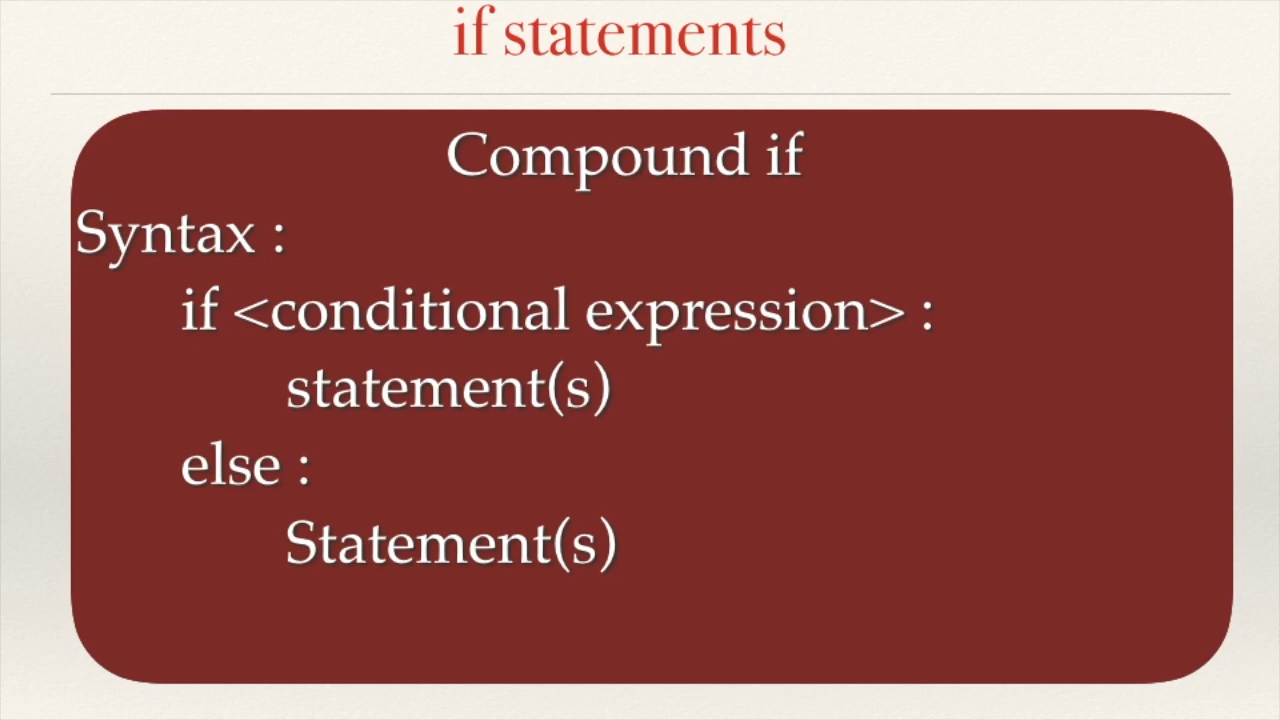 if statements
Compound if
Syntax :
if <conditional expression> :
statement(s)
else :
Statement(s)